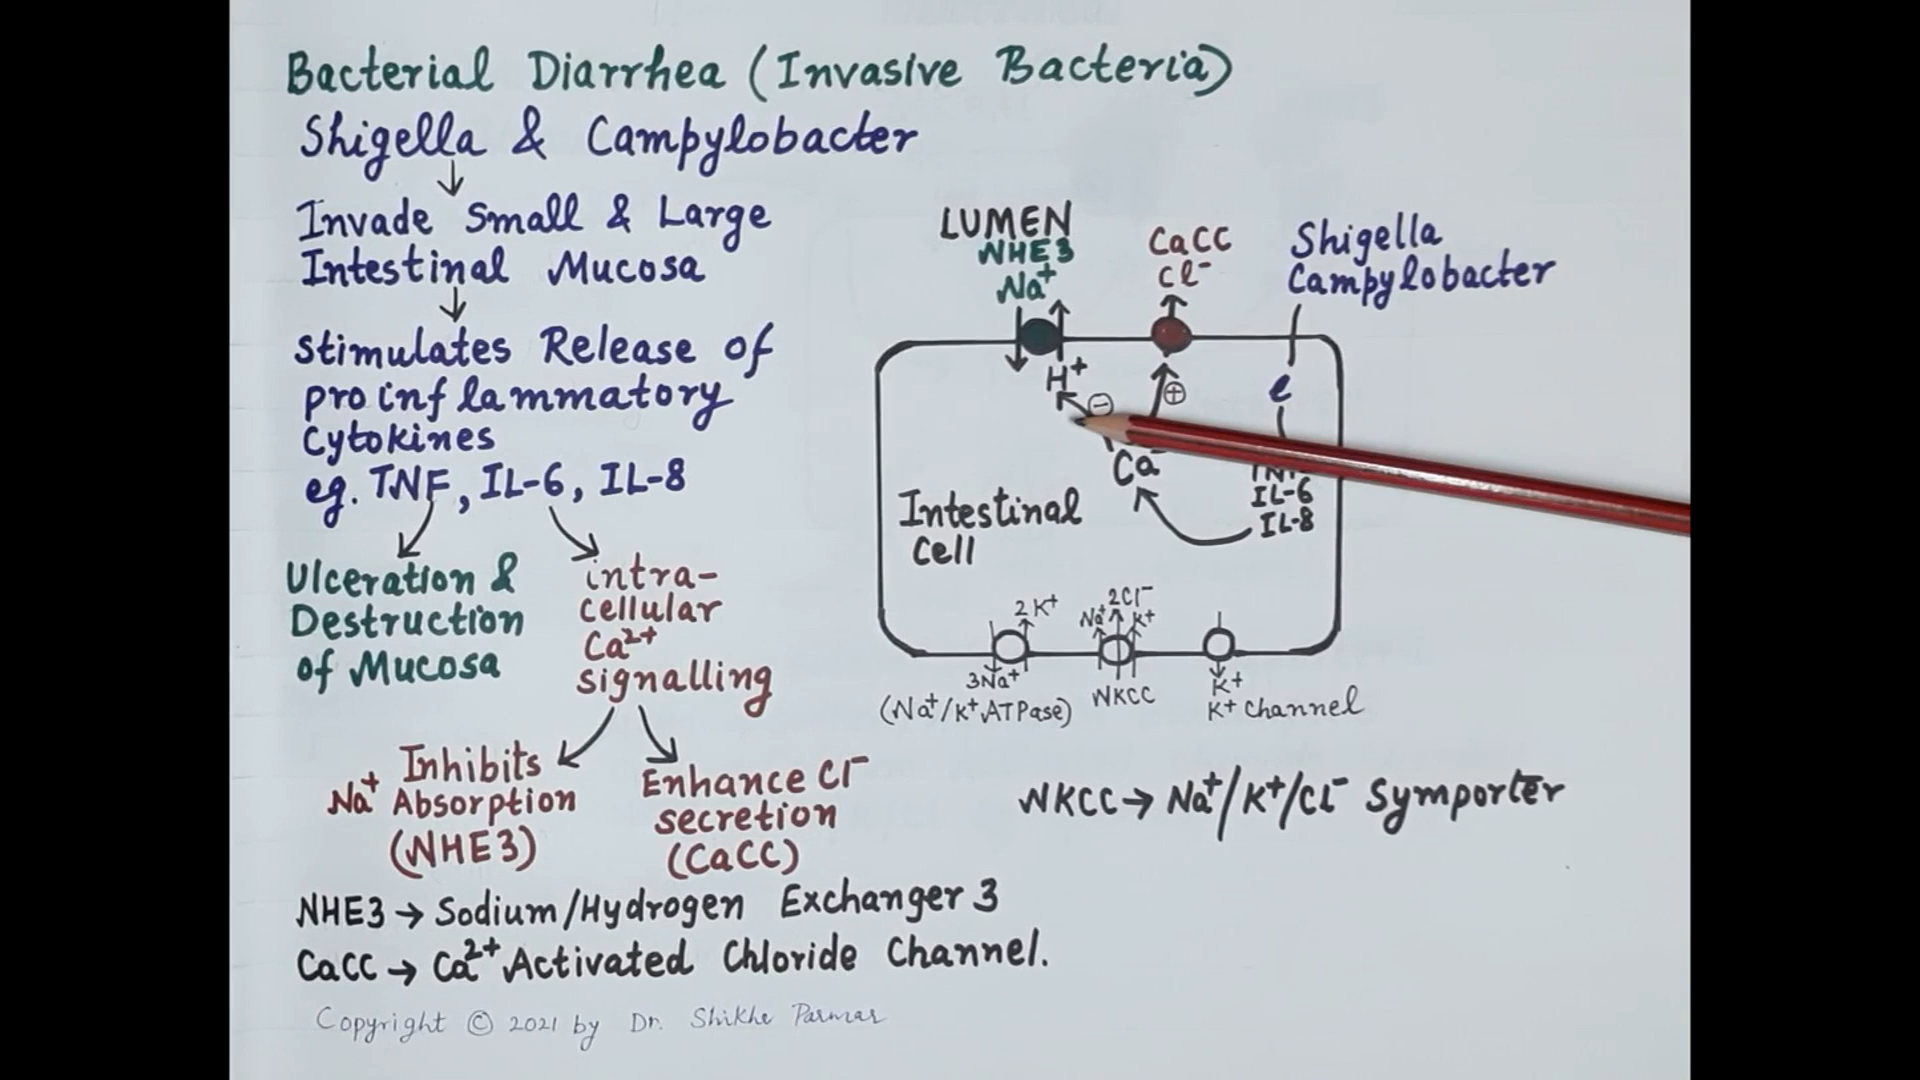 Bacterial Diarrhea (Invasive Bacteria)
Shigella & Campylobacter
Invade Small & Large
Intestinal Mucosa
Stimulates Release of
proinflammatory
Cytokines
eg. TNF, IL-6, IL-8
Ulceration &
Destruction
of Mucosa
intra-
cellular
Ca2+
signalling
Inhibits
Na+ Absorption
(NHE3)
Enhance Cl-
secretion
(CaCC)
NHE3 → Sodium/Hydrogen Exchanger 3
CaCC → Ca2+ Activated Chloride Channel.
Copyright © 2021 by Dr. Shikha Parmar
LUMEN
NHE3
Na+
CaCC
Cl-
Shigella
Campylobacter
H+
⊖
⊕
Ca
IL-6
IL-8
Intestinal
Cell
2K+
3Na+
(Na+/K+ATPase)
2Cl-
Na+ K+
NKCC
K+
K+ Channel
NKCC → Na+/K+/Cl- Symporter